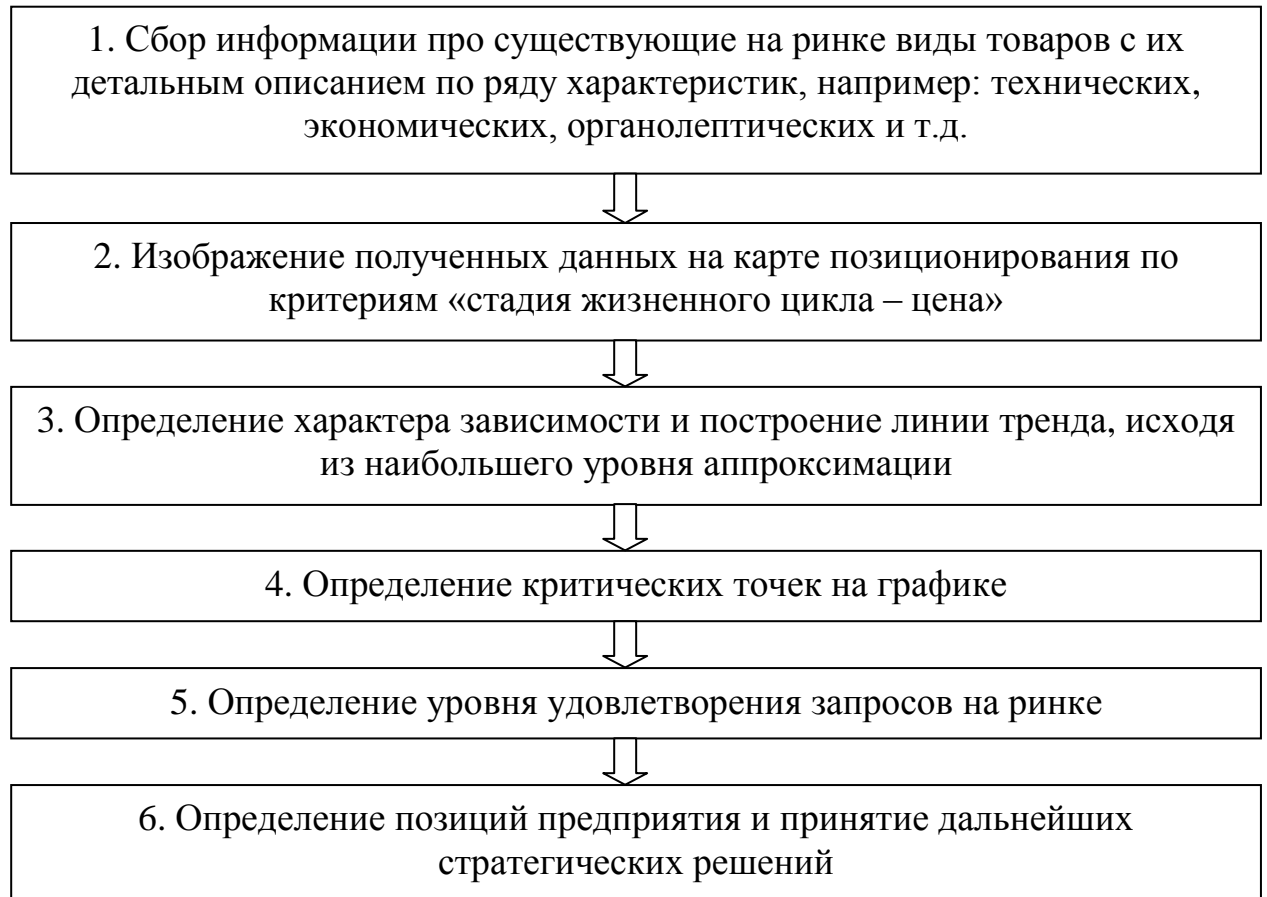 1. Сбор информации про существующие на ринке виды товаров с их
детальным описанием по ряду характеристик, например: технических,
экономических, органолептических и т.д.
2. Изображение полученных данных на карте позиционирования по
критериям «стадия жизненного цикла – цена»
3. Определение характера зависимости и построение линии тренда, исходя
из наибольшего уровня аппроксимации
4. Определение критических точек на графике
5. Определение уровня удовлетворения запросов на ринке
6. Определение позиций предприятия и принятие дальнейших
стратегических решений